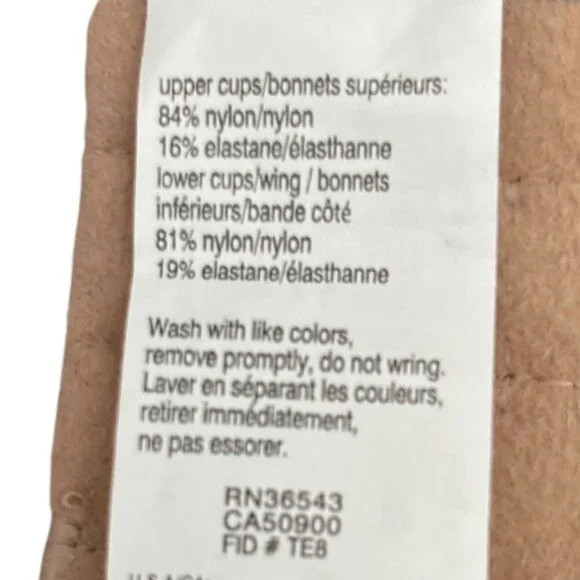 upper cups/bonnets supérieurs:
84% nylon/nylon
16% elastane/élasthanne
lower cups/wing / bonnets
inférieurs/bande côté
81% nylon/nylon
19% elastane/élasthanne
Wash with like colors,
remove promptly, do not wring.
Laver en séparant les couleurs,
retirer immédiatement,
ne pas essorer.
RN36543
CA50900
FID # TE8